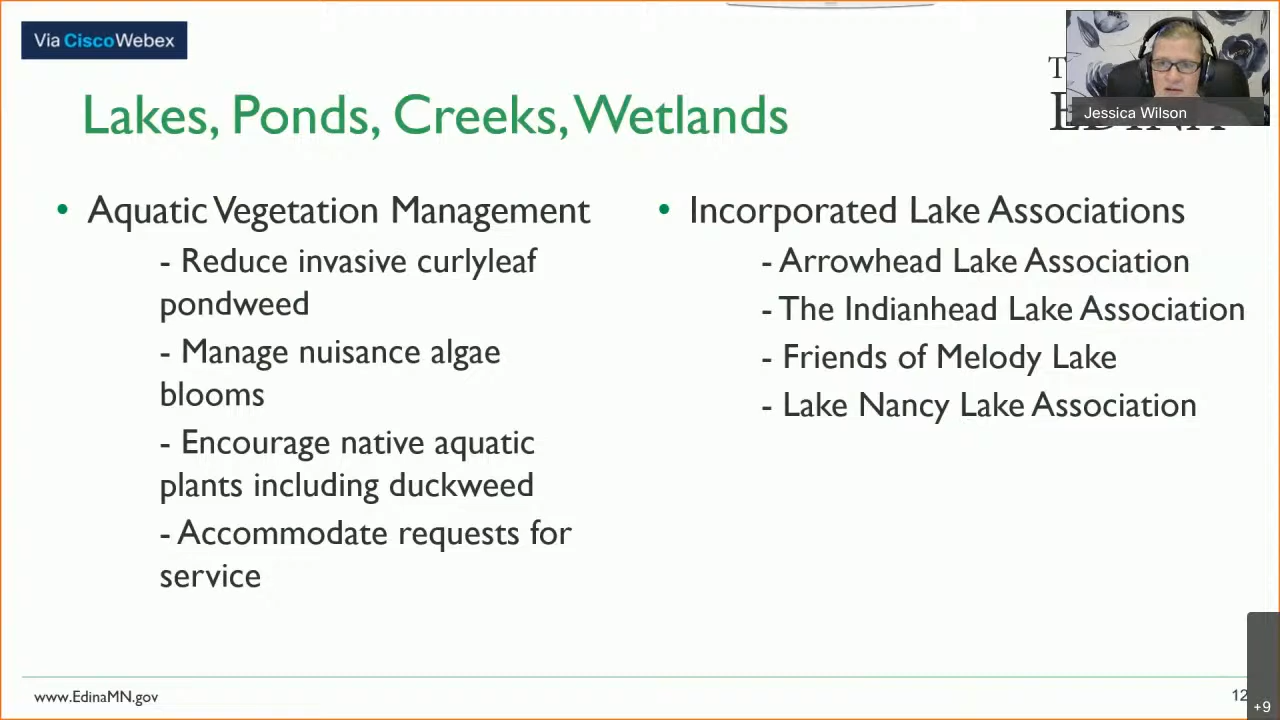 Via Cisco Webex
Jessica Wilson
Lakes, Ponds, Creeks, Wetlands
• Aquatic Vegetation Management
- Reduce invasive curlyleaf
pondweed
- Manage nuisance algae
blooms
- Encourage native aquatic
plants including duckweed
- Accommodate requests for
service
• Incorporated Lake Associations
- Arrowhead Lake Association
- The Indianhead Lake Association
- Friends of Melody Lake
- Lake Nancy Lake Association
www.EdinaMN.gov
12
+9